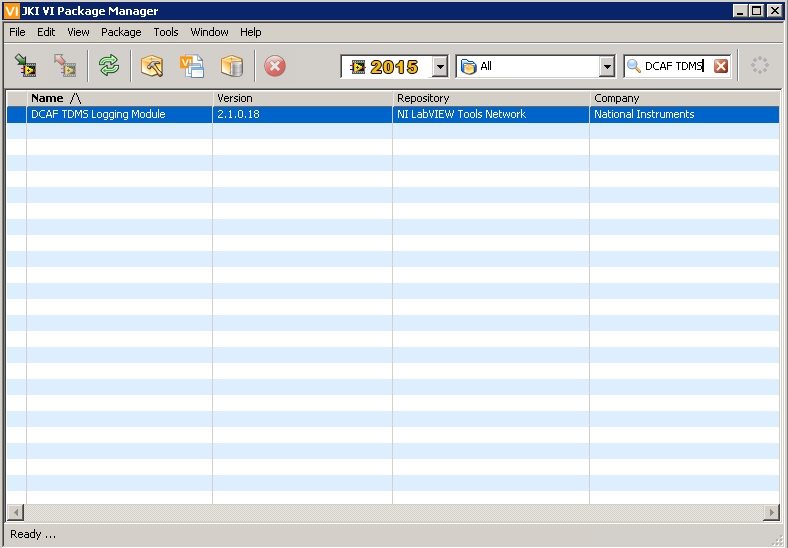 VI JKI VI Package Manager
File Edit View Package Tools Window Help
2015 All DCAF TDMS
Name /\ Version Repository Company
DCAF TDMS Logging Module 2.1.0.18 NI LabVIEW Tools Network National Instruments
Ready ...